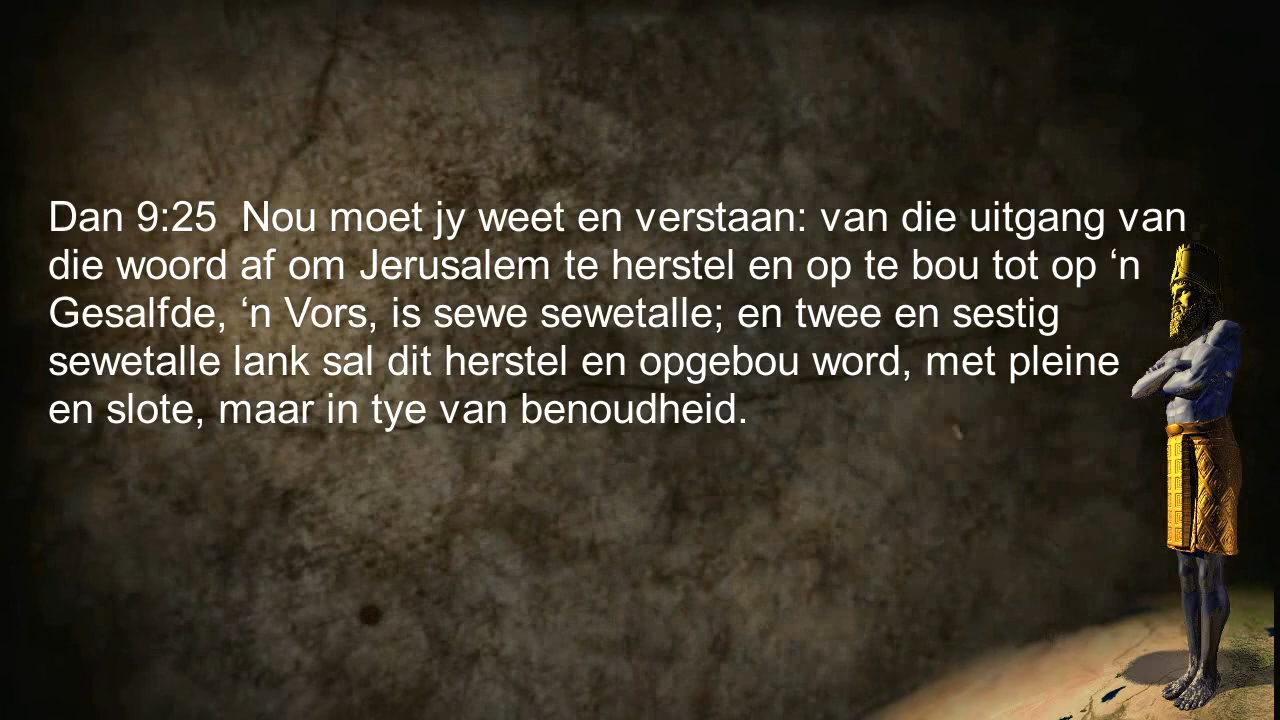 Dan 9:25  Nou moet jy weet en verstaan: van die uitgang van
die woord af om Jerusalem te herstel en op te bou tot op ‘n
Gesalfde, ‘n Vors, is sewe sewetalle; en twee en sestig
sewetalle lank sal dit herstel en opgebou word, met pleine
en slote, maar in tye van benoudheid.